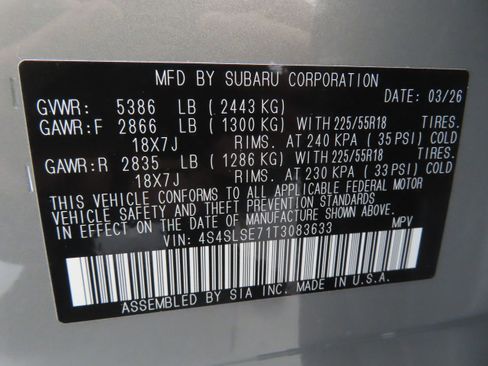 MFD BY SUBARU CORPORATION
DATE: 03/26
GVWR: 5386 LB (2443 KG)
GAWR:F 2866 LB (1300 KG) WITH 225/55R18 TIRES.
18X7J RIMS. AT 240 KPA (35 PSI) COLD
GAWR:R 2835 LB (1286 KG) WITH 225/55R18 TIRES.
18X7J RIMS. AT 230 KPA (33 PSI) COLD
THIS VEHICLE CONFORMS TO ALL APPLICABLE FEDERAL MOTOR
VEHICLE SAFETY AND THEFT PREVENTION STANDARDS
IN EFFECT ON THE DATE OF MANUFACTURE SHOWN ABOVE.
VIN: 4S4SLSE71T3083633 MPV
ASSEMBLED BY SIA INC. MADE IN U.S.A.